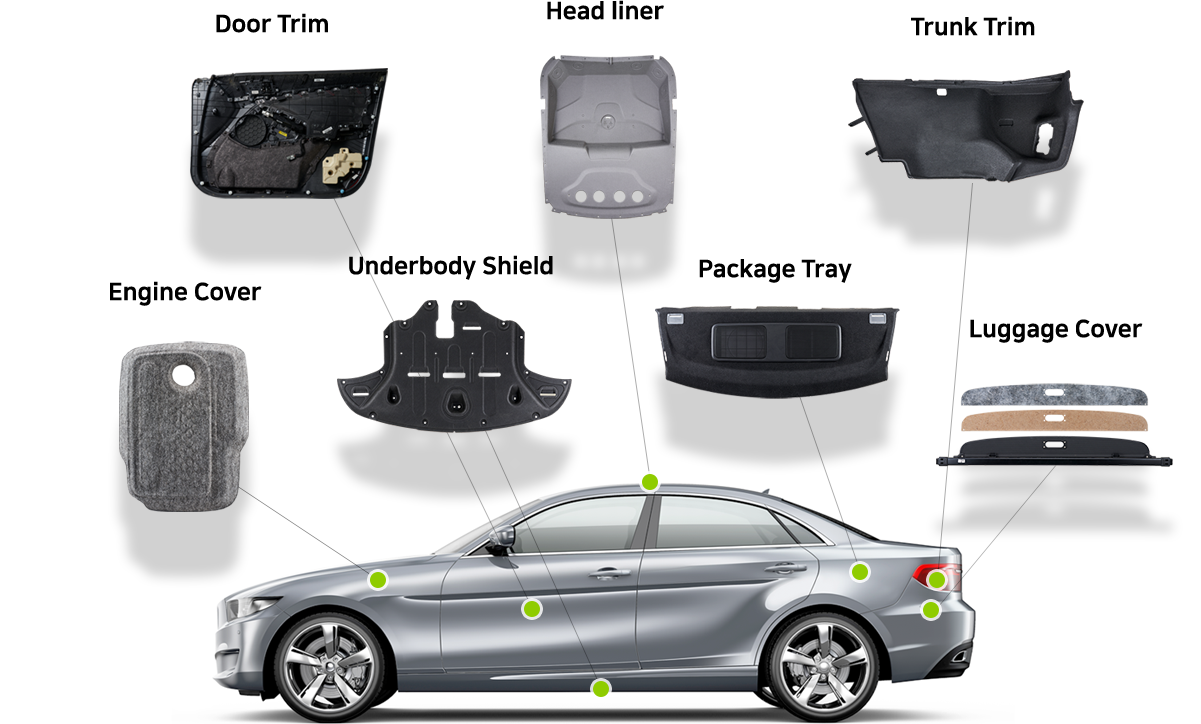 Door Trim
Head liner
Trunk Trim
Engine Cover
Underbody Shield
Package Tray
Luggage Cover